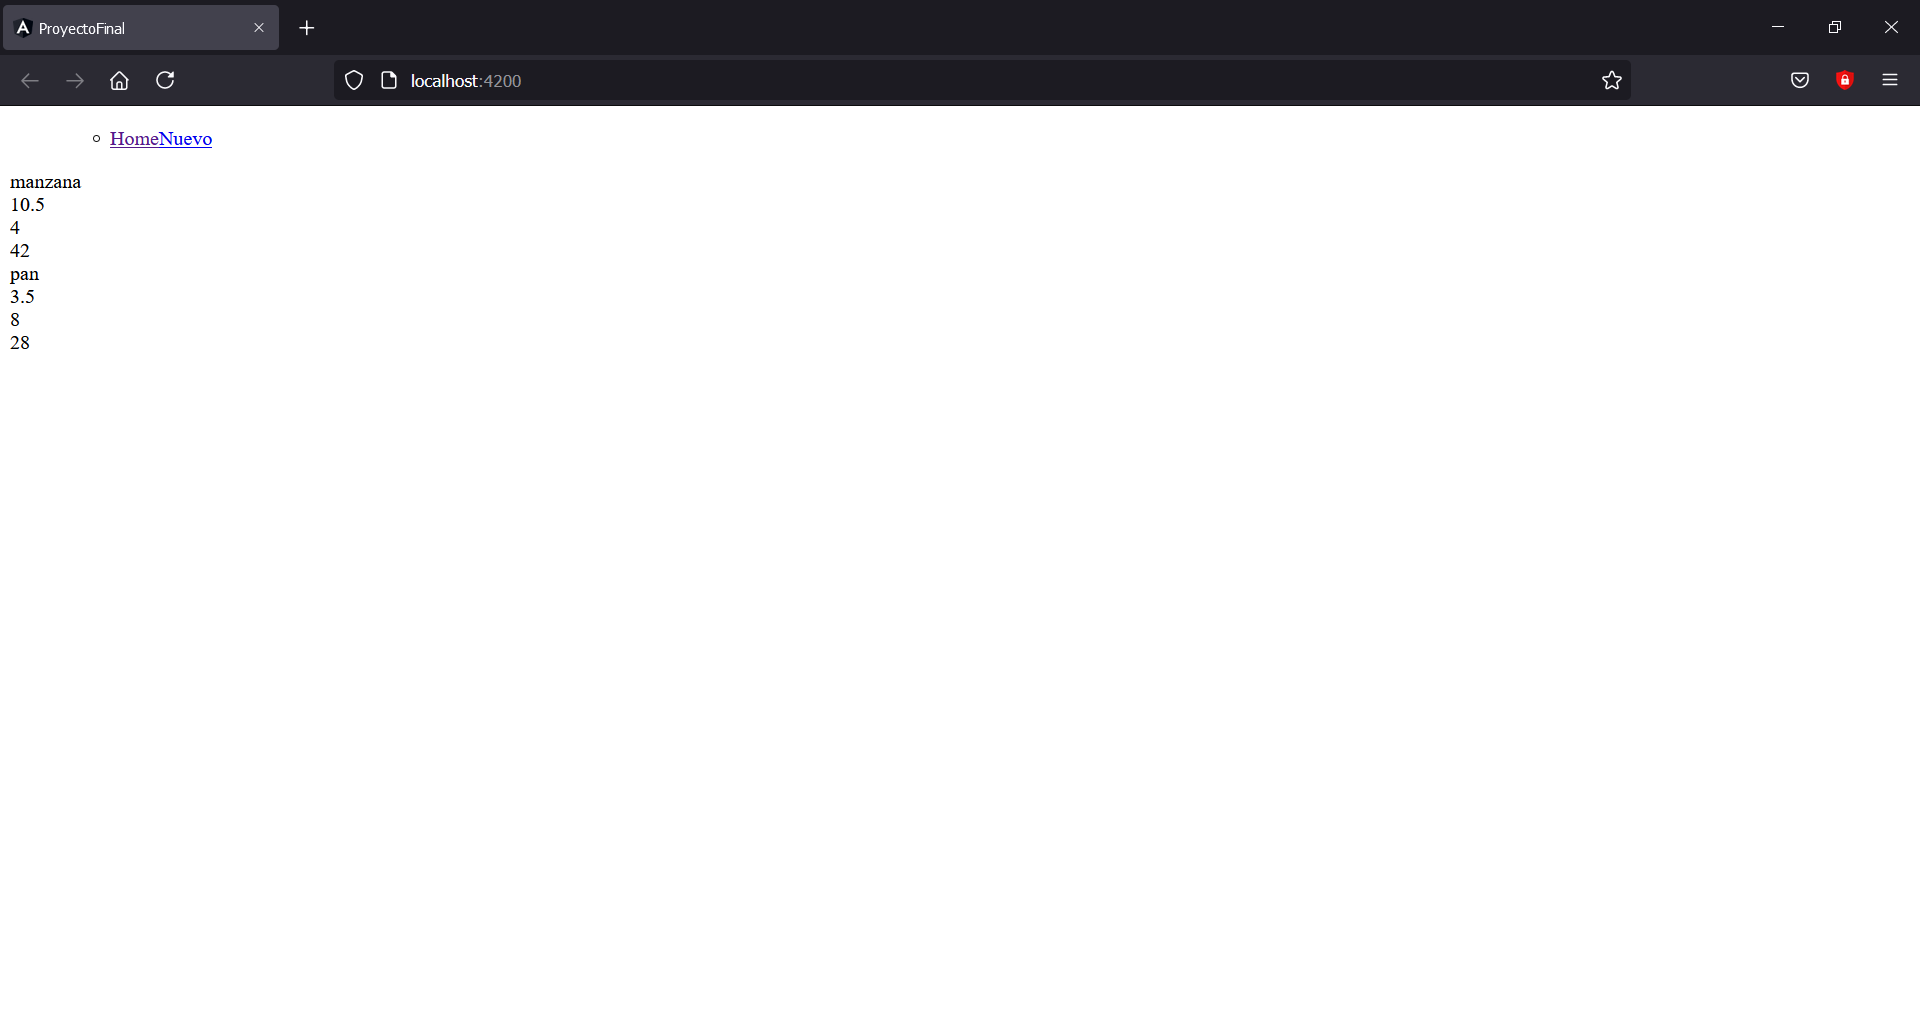 ProyectoFinal
localhost:4200
HomeNuevo
manzana
10.5
4
42
pan
3.5
8
28